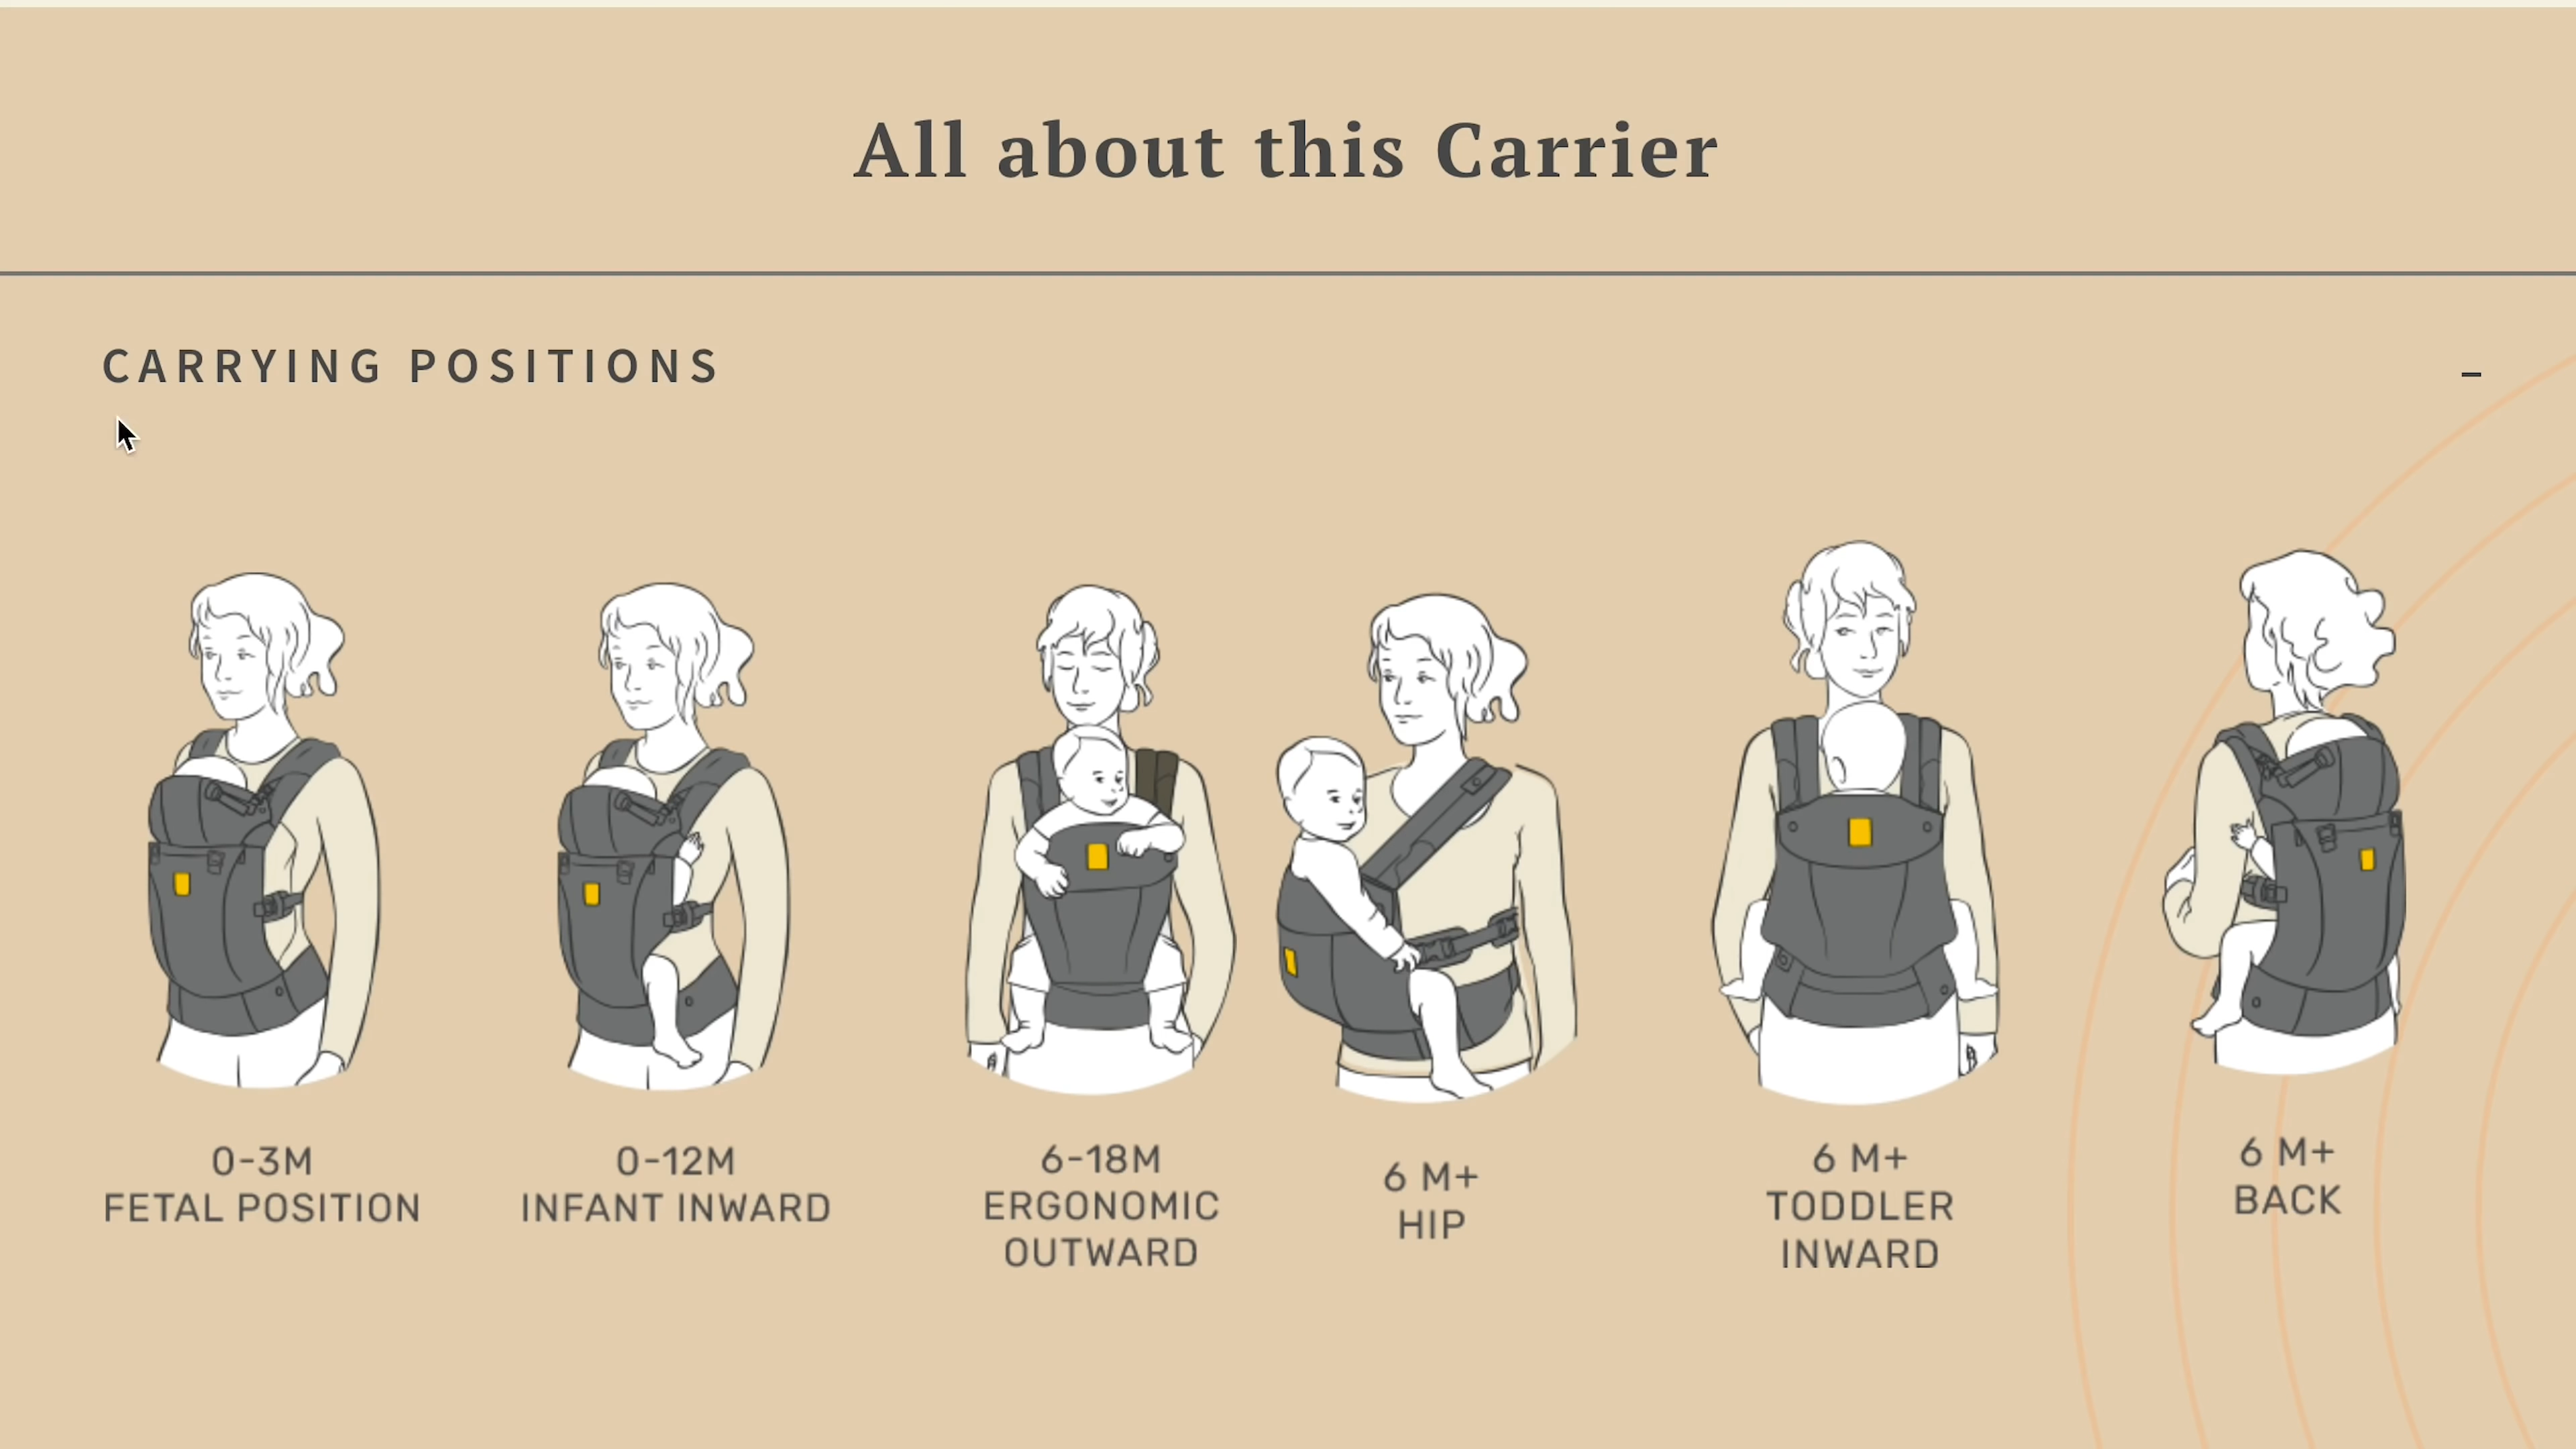 All about this Carrier
CARRYING POSITIONS
–
0-3M
FETAL POSITION
0-12M
INFANT INWARD
6-18M
ERGONOMIC
OUTWARD
6 M+
HIP
6 M+
TODDLER
INWARD
6 M+
BACK